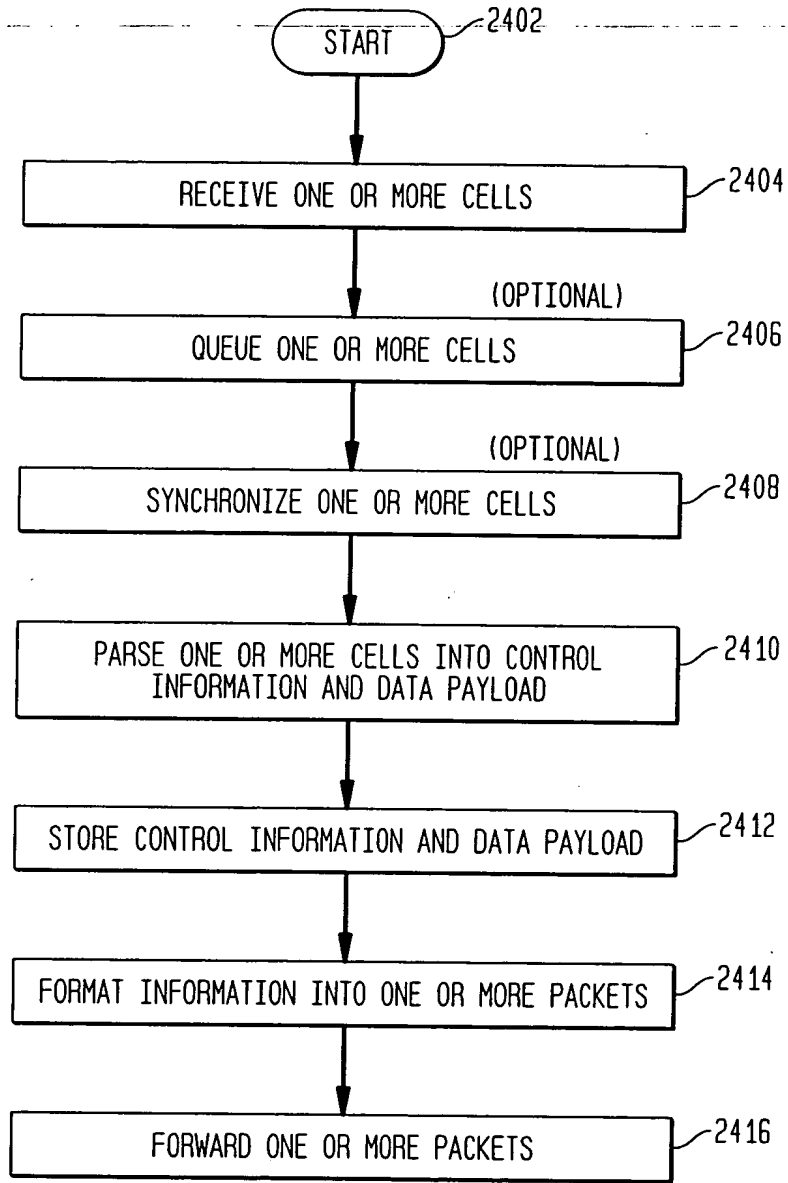 START
2402
RECEIVE ONE OR MORE CELLS
2404
(OPTIONAL)
QUEUE ONE OR MORE CELLS
2406
(OPTIONAL)
SYNCHRONIZE ONE OR MORE CELLS
2408
PARSE ONE OR MORE CELLS INTO CONTROL
INFORMATION AND DATA PAYLOAD
2410
STORE CONTROL INFORMATION AND DATA PAYLOAD
2412
FORMAT INFORMATION INTO ONE OR MORE PACKETS
2414
FORWARD ONE OR MORE PACKETS
2416